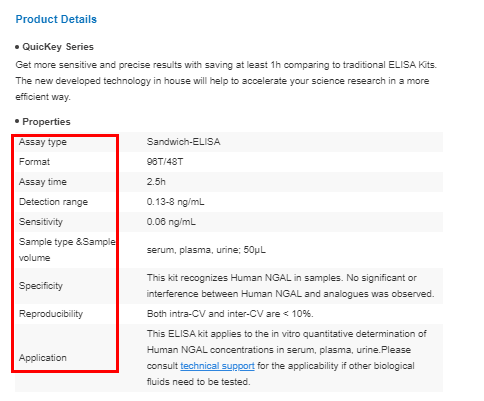 Product Details
• QuicKey Series
Get more sensitive and precise results with saving at least 1h comparing to traditional ELISA Kits.
The new developed technology in house will help to accelerate your science research in a more
efficient way.
• Properties
Assay type Sandwich-ELISA
Format 96T/48T
Assay time 2.5h
Detection range 0.13-8 ng/mL
Sensitivity 0.06 ng/mL
Sample type &Sample
volume serum, plasma, urine; 50μL
Specificity This kit recognizes Human NGAL in samples. No significant or
interference between Human NGAL and analogues was observed.
Reproducibility Both intra-CV and inter-CV are < 10%.
Application This ELISA kit applies to the in vitro quantitative determination of
Human NGAL concentrations in serum, plasma, urine.Please
consult technical support for the applicability if other biological
fluids need to be tested.